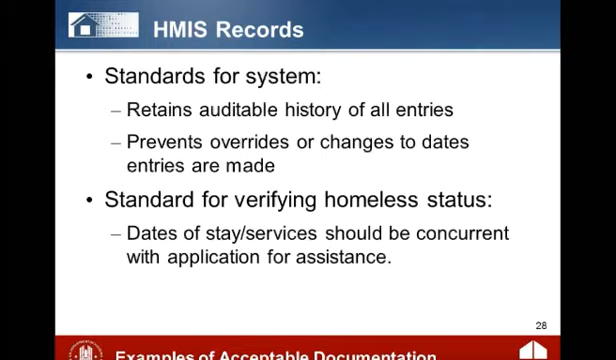 HMIS Records
• Standards for system:
– Retains auditable history of all entries
– Prevents overrides or changes to dates
entries are made
• Standard for verifying homeless status:
– Dates of stay/services should be concurrent
with application for assistance.
28
Examples of Acceptable Documentation